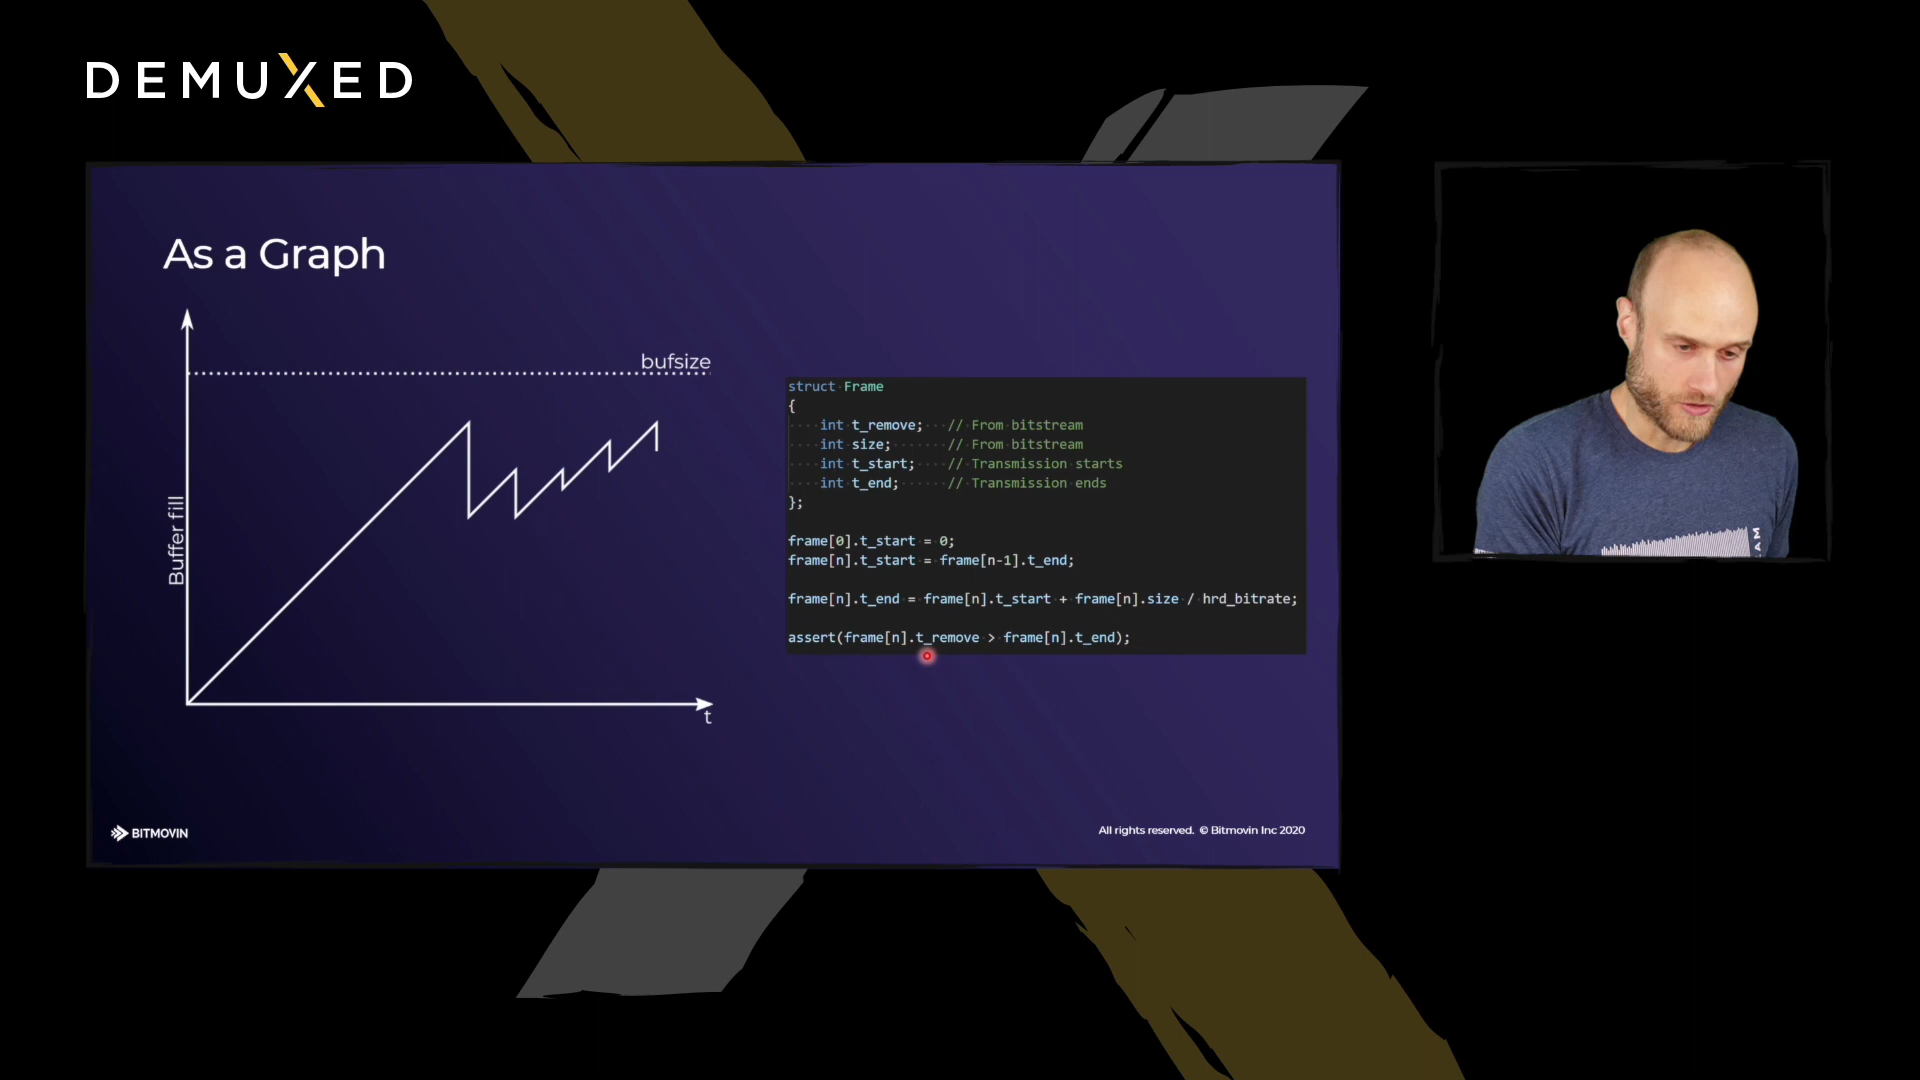 DEMUXED
As a Graph
bufsize
Buffer fill
t
struct Frame
{
int t_remove; // From bitstream
int size; // From bitstream
int t_start; // Transmission starts
int t_end; // Transmission ends
};
frame[0].t_start = 0;
frame[n].t_start = frame[n-1].t_end;
frame[n].t_end = frame[n].t_start + frame[n].size / hrd_bitrate;
assert(frame[n].t_remove > frame[n].t_end);
BITMOVIN
All rights reserved. © Bitmovin Inc 2020